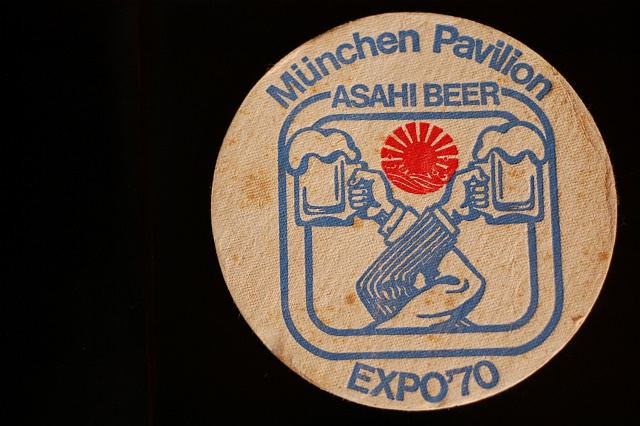 München Pavilion
ASAHI BEER
EXPO'70